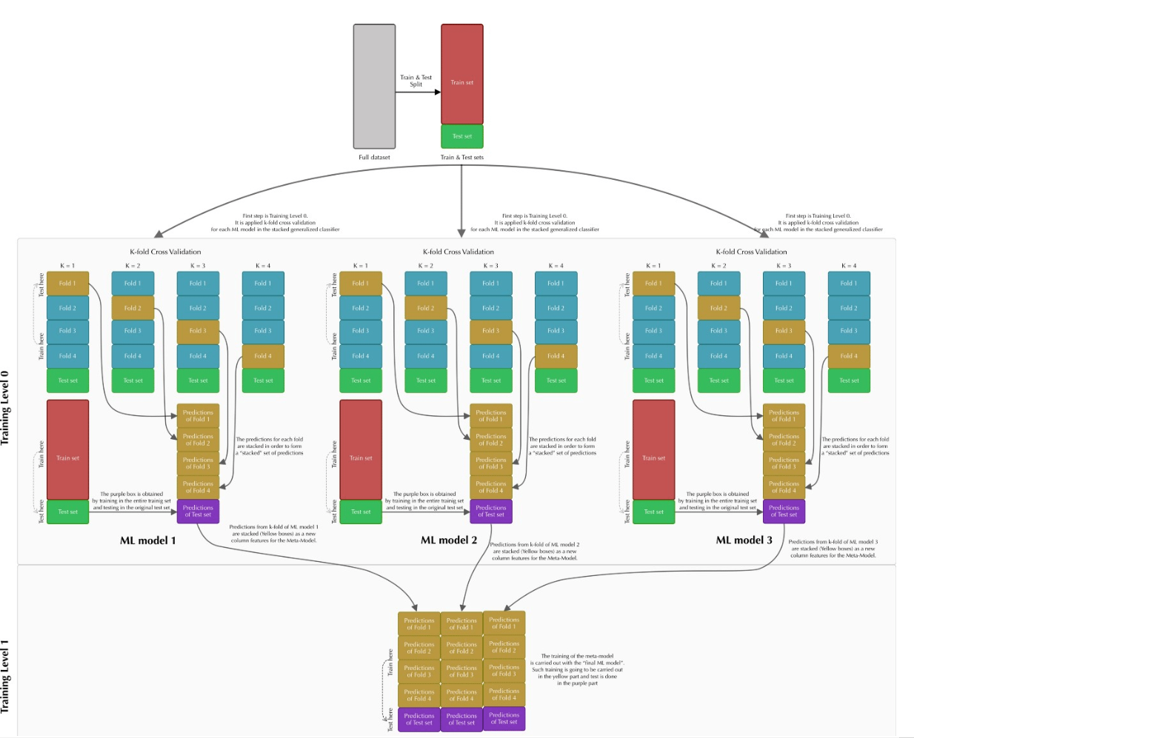 Train & Test
Split
Train set
Test set
Full dataset
Train & Test sets
First step is Training Level 0.
It is applied k-fold cross validation
for each ML model in the stacked generalized classifier
First step is Training Level 0.
It is applied k-fold cross validation
for each ML model in the stacked generalized classifier
First step is Training Level 0.
It is applied k-fold cross validation
for each ML model in the stacked generalized classifier
Training Level 0
K-fold Cross Validation
K = 1
K = 2
K = 3
K = 4
Test here
Train here
Fold 1
Fold 1
Fold 1
Fold 1
Fold 2
Fold 2
Fold 2
Fold 2
Fold 3
Fold 3
Fold 3
Fold 3
Fold 4
Fold 4
Fold 4
Fold 4
Test set
Test set
Test set
Test set
Train here
Test here
Train set
Test set
Predictions
of Fold 1
Predictions
of Fold 2
Predictions
of Fold 3
Predictions
of Fold 4
Predictions
of Test set
The predictions for each fold
are stacked in order to form
a "stacked" set of predictions
The purple box is obtained
by training in the entire trainig set
and testing in the original test set
ML model 1
Predictions from k-fold of ML model 1
are stacked (Yellow boxes) as a new
column features for the Meta-Model.
K-fold Cross Validation
K = 1
K = 2
K = 3
K = 4
Test here
Train here
Fold 1
Fold 1
Fold 1
Fold 1
Fold 2
Fold 2
Fold 2
Fold 2
Fold 3
Fold 3
Fold 3
Fold 3
Fold 4
Fold 4
Fold 4
Fold 4
Test set
Test set
Test set
Test set
Train here
Test here
Train set
Test set
Predictions
of Fold 1
Predictions
of Fold 2
Predictions
of Fold 3
Predictions
of Fold 4
Predictions
of Test set
The predictions for each fold
are stacked in order to form
a "stacked" set of predictions
The purple box is obtained
by training in the entire trainig set
and testing in the original test set
ML model 2
Predictions from k-fold of ML model 2
are stacked (Yellow boxes) as a new
column features for the Meta-Model.
K-fold Cross Validation
K = 1
K = 2
K = 3
K = 4
Test here
Train here
Fold 1
Fold 1
Fold 1
Fold 1
Fold 2
Fold 2
Fold 2
Fold 2
Fold 3
Fold 3
Fold 3
Fold 3
Fold 4
Fold 4
Fold 4
Fold 4
Test set
Test set
Test set
Test set
Train here
Test here
Train set
Test set
Predictions
of Fold 1
Predictions
of Fold 2
Predictions
of Fold 3
Predictions
of Fold 4
Predictions
of Test set
The predictions for each fold
are stacked in order to form
a "stacked" set of predictions
The purple box is obtained
by training in the entire trainig set
and testing in the original test set
ML model 3
Predictions from k-fold of ML model 3
are stacked (Yellow boxes) as a new
column features for the Meta-Model.
Training Level 1
Train here
Test here
Predictions
of Fold 1
Predictions
of Fold 1
Predictions
of Fold 1
Predictions
of Fold 2
Predictions
of Fold 2
Predictions
of Fold 2
Predictions
of Fold 3
Predictions
of Fold 3
Predictions
of Fold 3
Predictions
of Fold 4
Predictions
of Fold 4
Predictions
of Fold 4
Predictions
of Test set
Predictions
of Test set
Predictions
of Test set
The training of the meta-model
is carried out with the "final ML model".
Such training is going to be carried out
in the yellow part and test is done
in the purple part